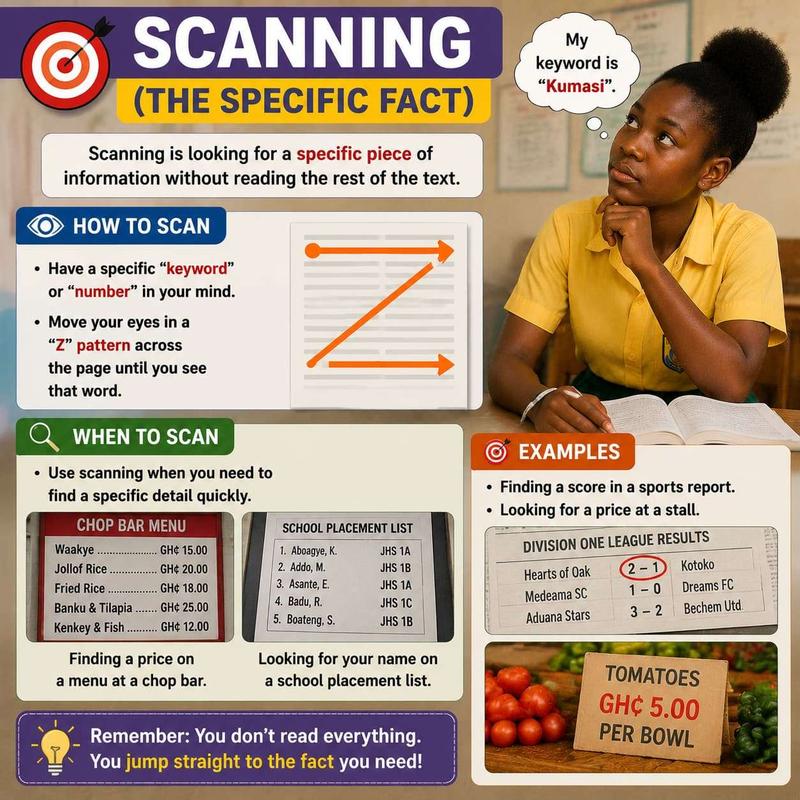 SCANNING
(THE SPECIFIC FACT)
My
keyword is
“Kumasi”.
Scanning is looking for a specific piece of
information without reading the rest of the text.
HOW TO SCAN
• Have a specific “keyword”
or “number” in your mind.
• Move your eyes in a
“Z” pattern across
the page until you see
that word.
WHEN TO SCAN
• Use scanning when you need to
find a specific detail quickly.
CHOP BAR MENU
Waakye ................... GH¢ 15.00
Jollof Rice .............. GH¢ 20.00
Fried Rice ............... GH¢ 18.00
Banku & Tilapia ....... GH¢ 25.00
Kenkey & Fish ......... GH¢ 12.00
Finding a price on
a menu at a chop bar.
SCHOOL PLACEMENT LIST
1. Aboagye, K. JHS 1A
2. Addo, M. JHS 1B
3. Asante, E. JHS 1A
4. Badu, R. JHS 1C
5. Boateng, S. JHS 1B
Looking for your name on
a school placement list.
EXAMPLES
• Finding a score in a sports report.
• Looking for a price at a stall.
DIVISION ONE LEAGUE RESULTS
Hearts of Oak 2 – 1 Kotoko
Medeama SC 1 – 0 Dreams FC
Aduana Stars 3 – 2 Bechem Utd
TOMATOES
GH¢ 5.00
PER BOWL
Remember: You don’t read everything.
You jump straight to the fact you need!